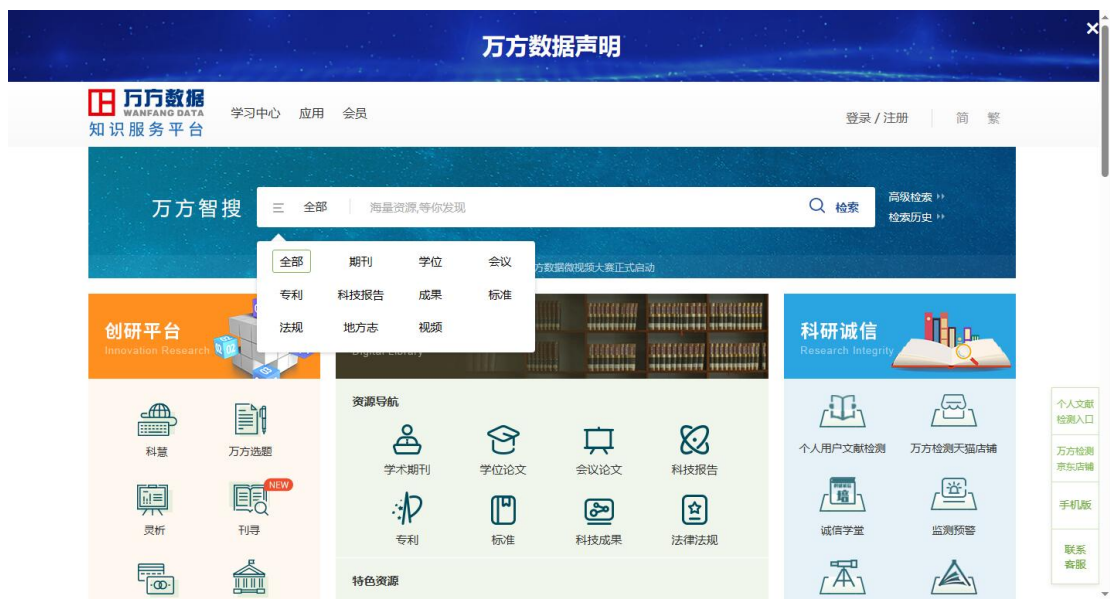 万方数据声明
×
万方数据
WANFANG DATA
知识服务平台
学习中心 应用 会员
登录 / 注册 简 繁
万方智搜
全部 海量资源,等你发现 检索
高级检索
检索历史
全部 期刊 学位 会议
专利 科技报告 成果 标准
法规 地方志 视频
方数据微视频大赛正式启动
创研平台
Innovation Research
Digital Library
科研诚信
Research Integrity
科慧 万方选题
NEW
灵析 刊寻
资源导航
学术期刊 学位论文 会议论文 科技报告
专利 标准 科技成果 法律法规
特色资源
个人用户文献检测 万方检测天猫店铺
诚信学堂 监测预警
个人文献
检测入口
万方检测
京东店铺
手机版
联系
客服